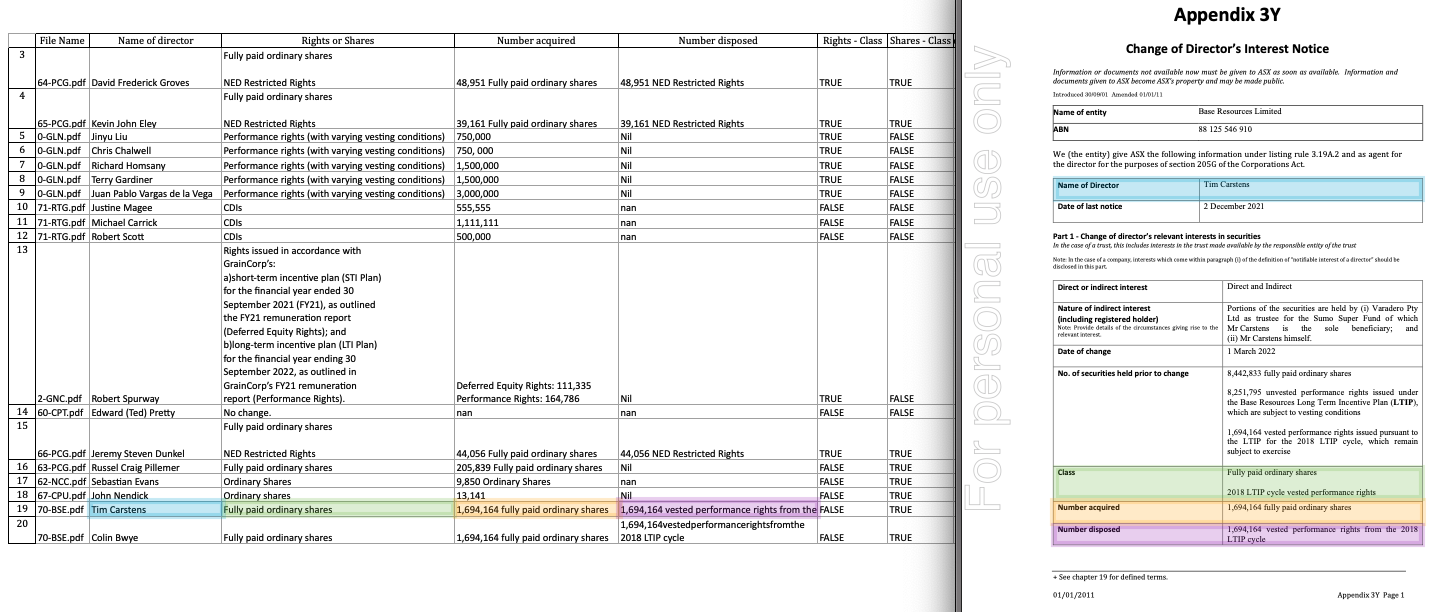 File Name Name of director Rights or Shares Number acquired Number disposed Rights - Class Shares - Class
3 Fully paid ordinary shares
64-PCG.pdf David Frederick Groves NED Restricted Rights 48,951 Fully paid ordinary shares 48,951 NED Restricted Rights TRUE TRUE
4 Fully paid ordinary shares
65-PCG.pdf Kevin John Eley NED Restricted Rights 39,161 Fully paid ordinary shares 39,161 NED Restricted Rights TRUE TRUE
5 0-GLN.pdf Jinyu Liu Performance rights (with varying vesting conditions) 750,000 Nil TRUE FALSE
6 0-GLN.pdf Chris Chalwell Performance rights (with varying vesting conditions) 750, 000 Nil TRUE FALSE
7 0-GLN.pdf Richard Homsany Performance rights (with varying vesting conditions) 1,500,000 Nil TRUE FALSE
8 0-GLN.pdf Terry Gardiner Performance rights (with varying vesting conditions) 1,500,000 Nil TRUE FALSE
9 0-GLN.pdf Juan Pablo Vargas de la Vega Performance rights (with varying vesting conditions) 3,000,000 Nil TRUE FALSE
10 71-RTG.pdf Justine Magee CDIs 555,555 nan FALSE FALSE
11 71-RTG.pdf Michael Carrick CDIs 1,111,111 nan FALSE FALSE
12 71-RTG.pdf Robert Scott CDIs 500,000 nan FALSE FALSE
13 Rights issued in accordance with
GrainCorp's:
a)short-term incentive plan (STI Plan)
for the financial year ended 30
September 2021 (FY21), as outlined
the FY21 remuneration report
(Deferred Equity Rights); and
b)long-term incentive plan (LTI Plan)
for the financial year ending 30
September 2022, as outlined in
GrainCorp's FY21 remuneration Deferred Equity Rights: 111,335
2-GNC.pdf Robert Spurway report (Performance Rights). Performance Rights: 164,786 Nil TRUE FALSE
14 60-CPT.pdf Edward (Ted) Pretty No change. nan nan FALSE FALSE
15 Fully paid ordinary shares
66-PCG.pdf Jeremy Steven Dunkel NED Restricted Rights 44,056 Fully paid ordinary shares 44,056 NED Restricted Rights TRUE TRUE
16 63-PCG.pdf Russel Craig Pillemer Fully paid ordinary shares 205,839 Fully paid ordinary shares Nil FALSE TRUE
17 62-NCC.pdf Sebastian Evans Ordinary Shares 9,850 Ordinary Shares nan FALSE TRUE
18 67-CPU.pdf John Nendick Ordinary shares 13,141 Nil FALSE TRUE
19 70-BSE.pdf Tim Carstens Fully paid ordinary shares 1,694,164 fully paid ordinary shares 1,694,164 vested performance rights from the FALSE TRUE
20 1,694,164vestedperformancerightsfromthe
70-BSE.pdf Colin Bwye Fully paid ordinary shares 1,694,164 fully paid ordinary shares 2018 LTIP cycle FALSE TRUE
For personal use only
Appendix 3Y
Change of Director's Interest Notice
Information or documents not available now must be given to ASX as soon as available. Information and
documents given to ASX become ASX's property and may be made public.
Introduced 30/09/01 Amended 01/01/11
Name of entity Base Resources Limited
ABN 88 125 546 910
We (the entity) give ASX the following information under listing rule 3.19A.2 and as agent for
the director for the purposes of section 205G of the Corporations Act.
Name of Director Tim Carstens
Date of last notice 2 December 2021
Part 1 - Change of director's relevant interests in securities
In the case of a trust, this includes interests in the trust made available by the responsible entity of the trust
Note: In the case of a company, interests which come within paragraph (i) of the definition of "notifiable interest of a director" should be
disclosed in this part.
Direct or indirect interest Direct and Indirect
Nature of indirect interest Portions of the securities are held by (i) Varadero Pty
(including registered holder) Ltd as trustee for the Sumo Super Fund of which
Note: Provide details of the circumstances giving rise to the Mr Carstens is the sole beneficiary; and
relevant interest. (ii) Mr Carstens himself.
Date of change 1 March 2022
No. of securities held prior to change 8,442,833 fully paid ordinary shares
8,251,795 unvested performance rights issued under
the Base Resources Long Term Incentive Plan (LTIP),
which are subject to vesting conditions
1,694,164 vested performance rights issued pursuant to
the LTIP for the 2018 LTIP cycle, which remain
subject to exercise
Class Fully paid ordinary shares
2018 LTIP cycle vested performance rights
Number acquired 1,694,164 fully paid ordinary shares
Number disposed 1,694,164 vested performance rights from the 2018
LTIP cycle
+ See chapter 19 for defined terms.
01/01/2011 Appendix 3Y Page 1